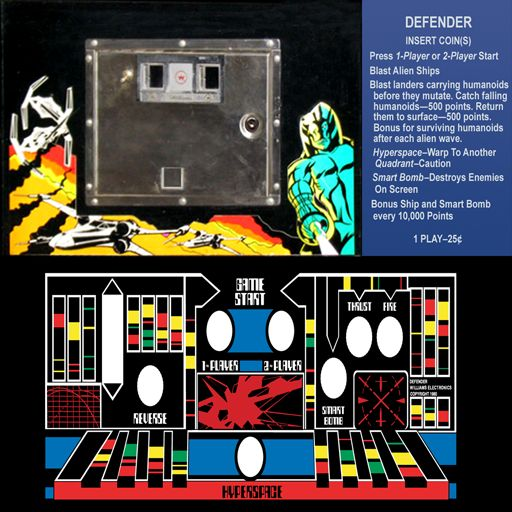 DEFENDER
INSERT COIN(S)
Press 1-Player or 2-Player Start
Blast Alien Ships
Blast landers carrying humanoids
before they mutate. Catch falling
humanoids—500 points. Return
them to surface—500 points.
Bonus for surviving humanoids
after each alien wave.
Hyperspace–Warp To Another
Quadrant–Caution
Smart Bomb–Destroys Enemies
On Screen
Bonus Ship and Smart Bomb
every 10,000 Points
1 PLAY–25¢
GAME
START
THRUST FIRE
1-PLAYER 2-PLAYER
REVERSE
SMART
BOMB
DEFENDER
WILLIAMS ELECTRONICS
COPYRIGHT 1980
HYPERSPACE